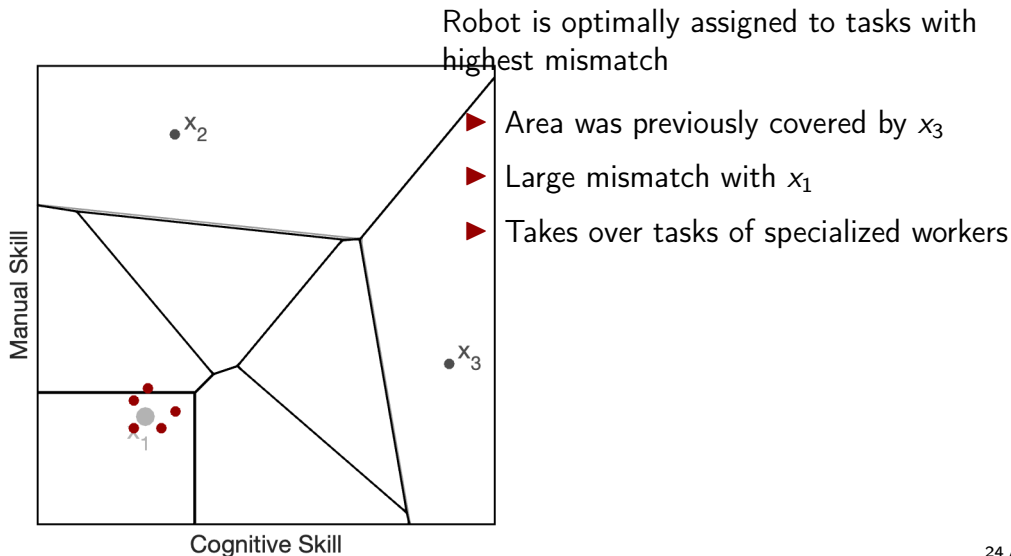 Robot is optimally assigned to tasks with
highest mismatch
▶ Area was previously covered by x₃
▶ Large mismatch with x₁
▶ Takes over tasks of specialized workers
x₂
x₃
x₁
Manual Skill
Cognitive Skill
24 /